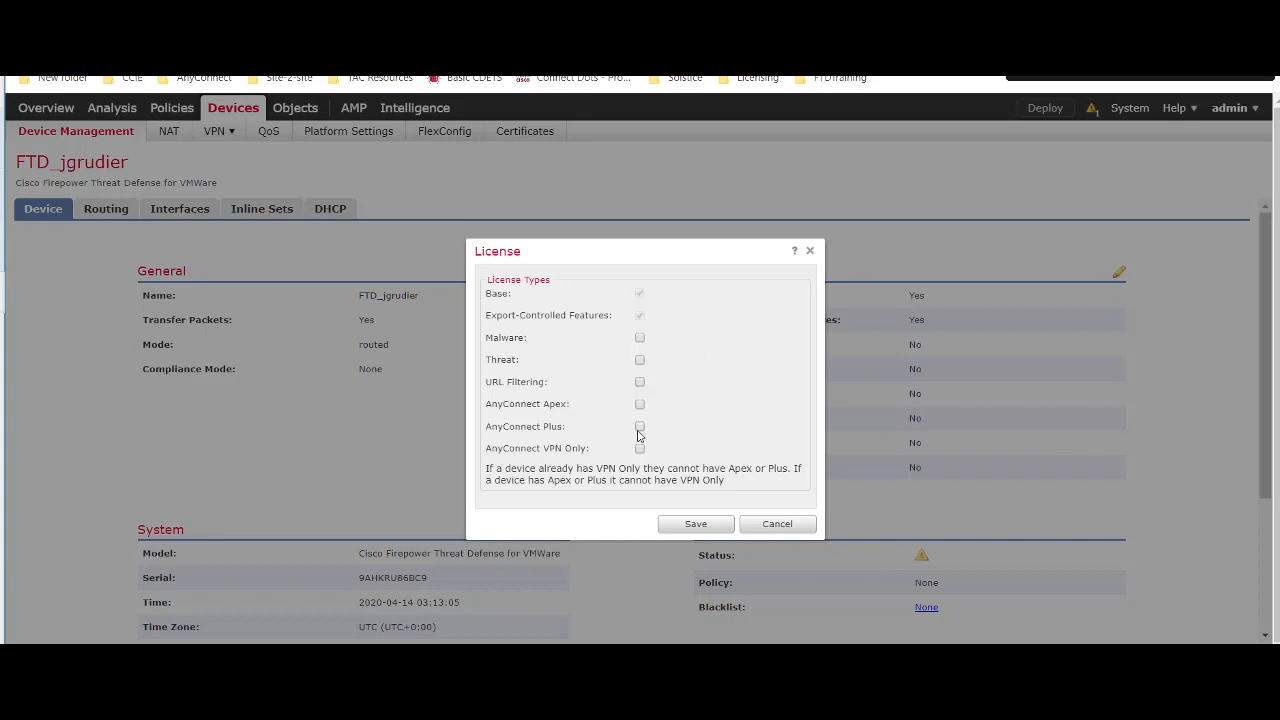 New folder CCIE AnyConnect Site-2-site TAC Resources Basic CDETS Connect Dots - Pro... Solstice Licensing FTDTraining
Overview Analysis Policies Devices Objects AMP Intelligence Deploy 1 System Help ▼ admin ▼
Device Management NAT VPN ▼ QoS Platform Settings FlexConfig Certificates
FTD_jgrudier
Cisco Firepower Threat Defense for VMWare
Device Routing Interfaces Inline Sets DHCP
License ? ×
License Types
Base:
Export-Controlled Features:
Malware:
Threat:
URL Filtering:
AnyConnect Apex:
AnyConnect Plus:
AnyConnect VPN Only:
If a device already has VPN Only they cannot have Apex or Plus. If
a device has Apex or Plus it cannot have VPN Only
Save Cancel
General
Name: FTD_jgrudier Yes
Transfer Packets: Yes es: Yes
Mode: routed No
Compliance Mode: None No
No
No
No
No
System
Model: Cisco Firepower Threat Defense for VMWare Status:
Serial: 9AHKRUB6BC9 Policy: None
Time: 2020-04-14 03:13:05 Blacklist: None
Time Zone: UTC (UTC+0:00)